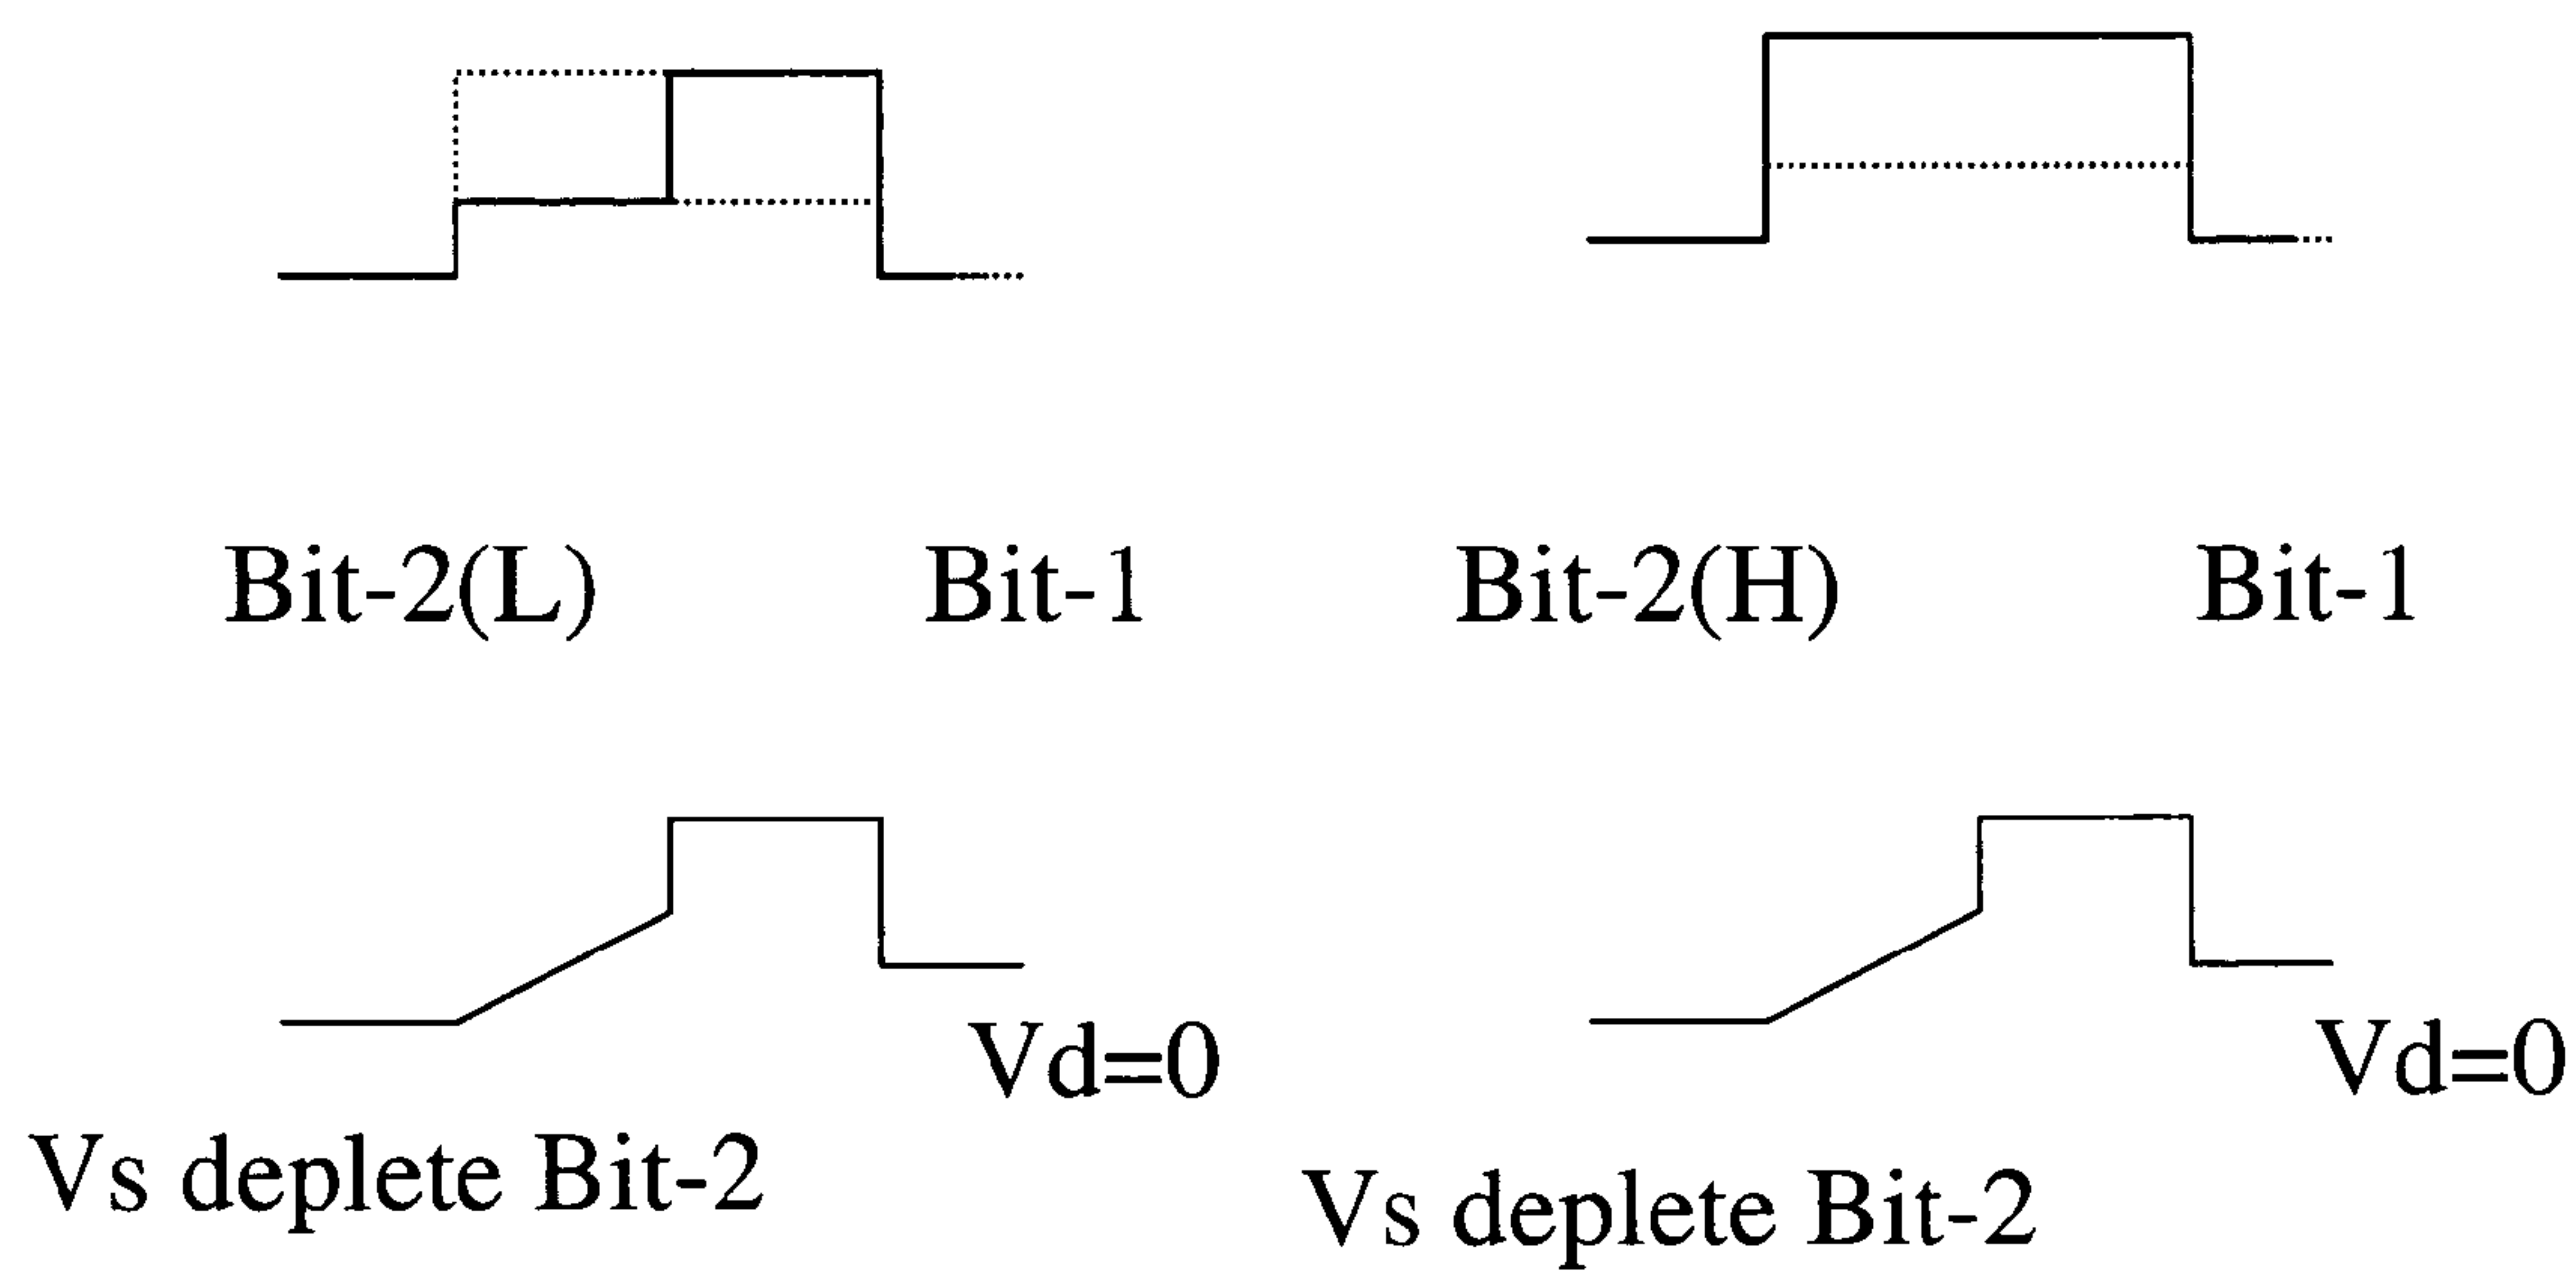 Bit-2(L) Bit-1 Bit-2(H) Bit-1
Vd=0 Vd=0
Vs deplete Bit-2 Vs deplete Bit-2